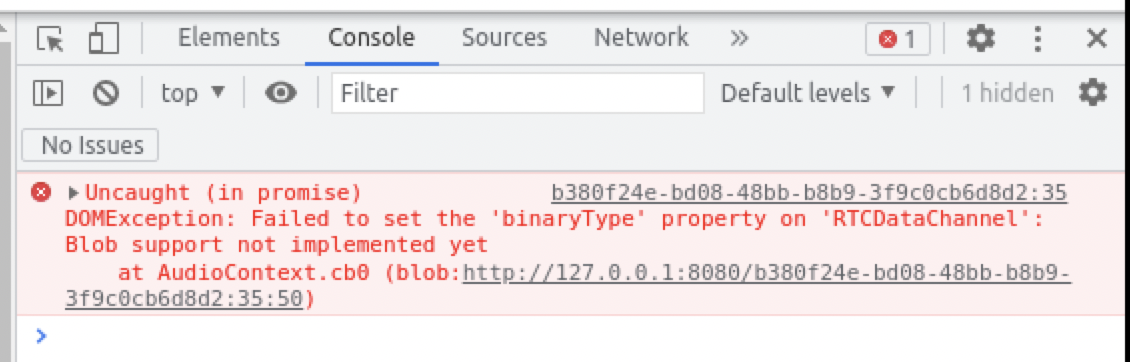 Elements Console Sources Network » 1
top ▼ Filter Default levels ▼ 1 hidden
No Issues
▶Uncaught (in promise) b380f24e-bd08-48bb-b8b9-3f9c0cb6d8d2:35
DOMException: Failed to set the 'binaryType' property on 'RTCDataChannel':
Blob support not implemented yet
at AudioContext.cb0 (blob:http://127.0.0.1:8080/b380f24e-bd08-48bb-b8b9-
3f9c0cb6d8d2:35:50)